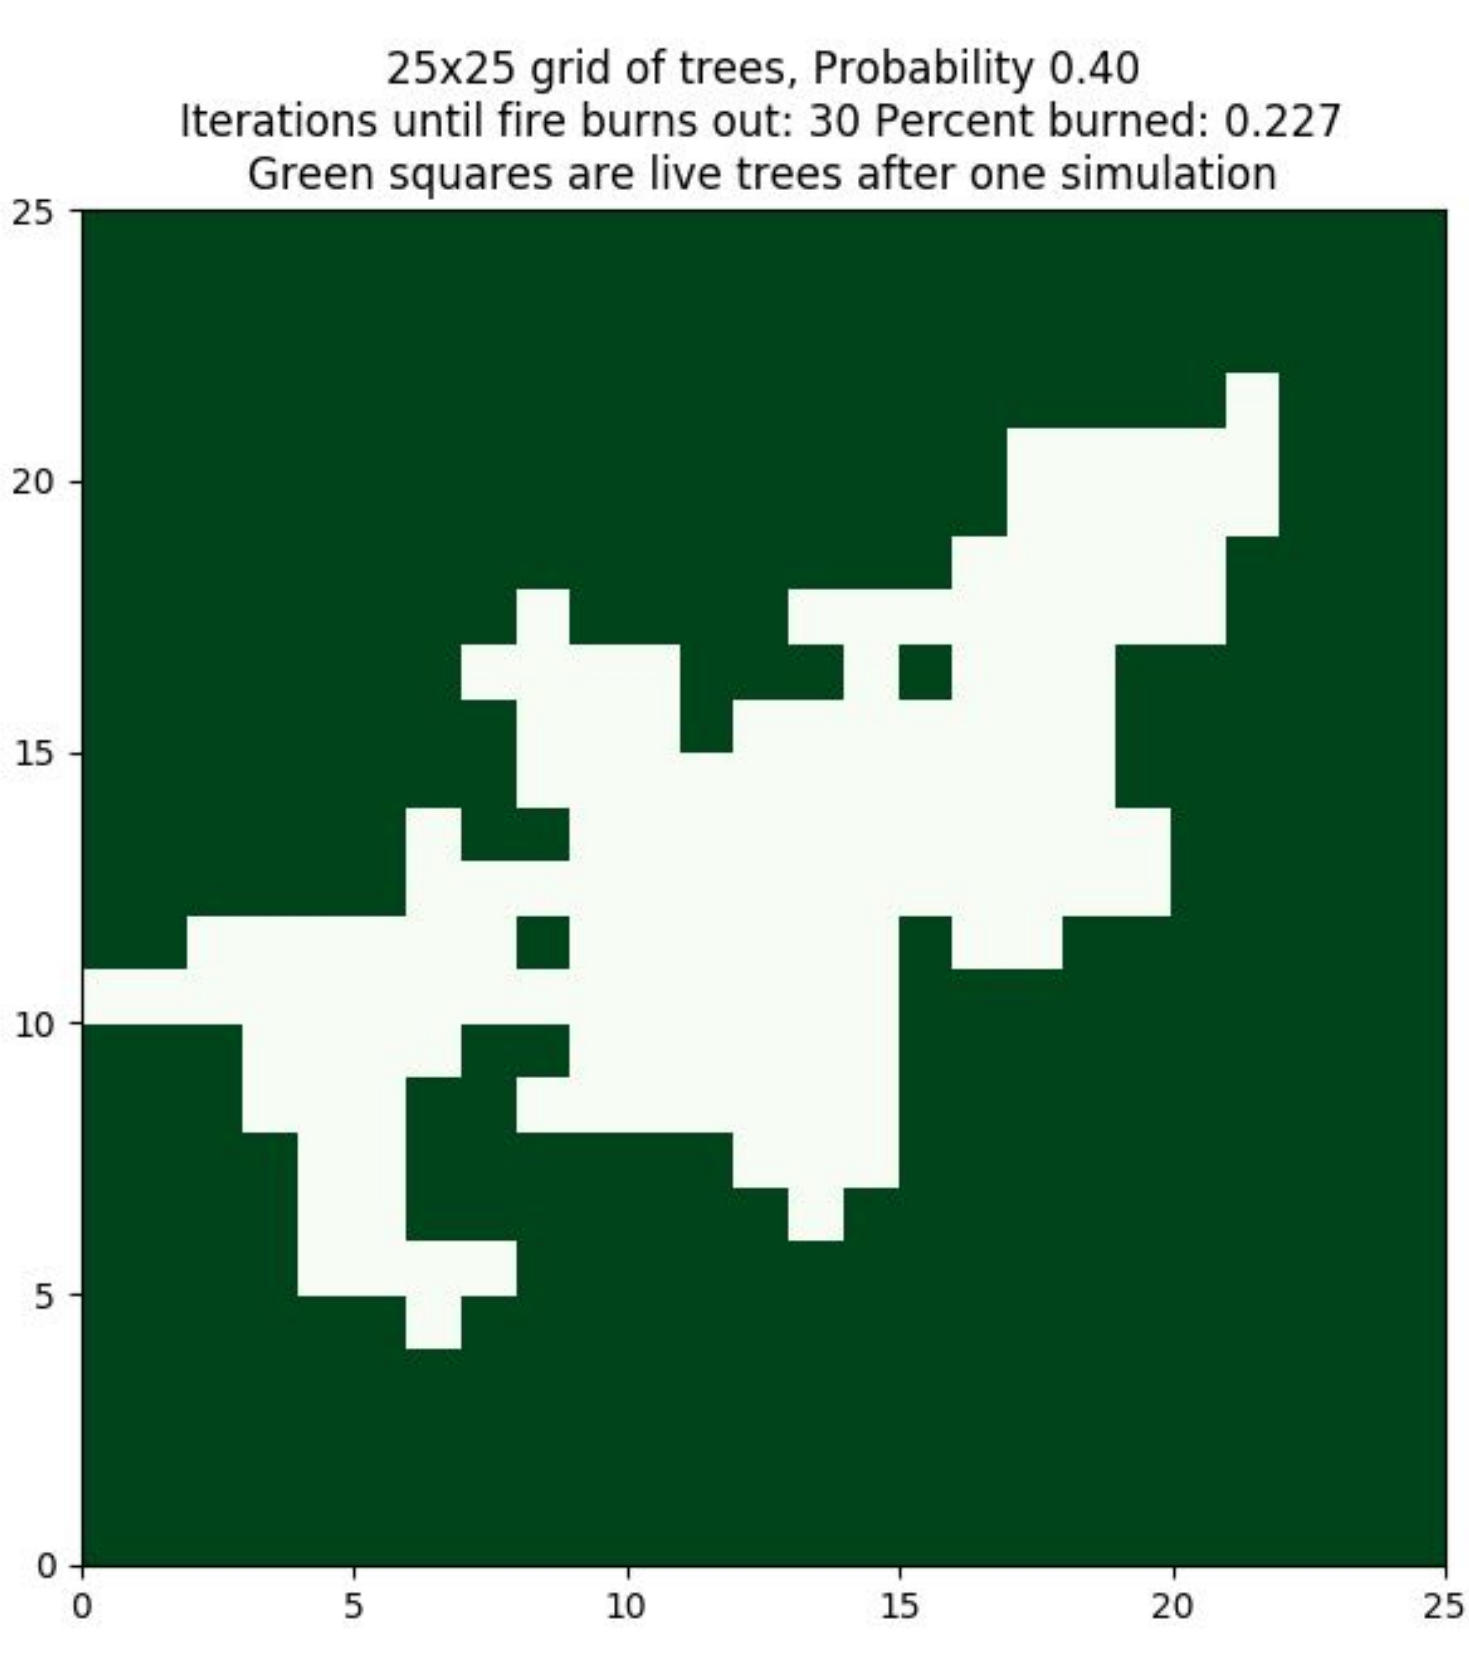 25x25 grid of trees, Probability 0.40
Iterations until fire burns out: 30 Percent burned: 0.227
Green squares are live trees after one simulation
25
20
15
10
5
0
0 5 10 15 20 25